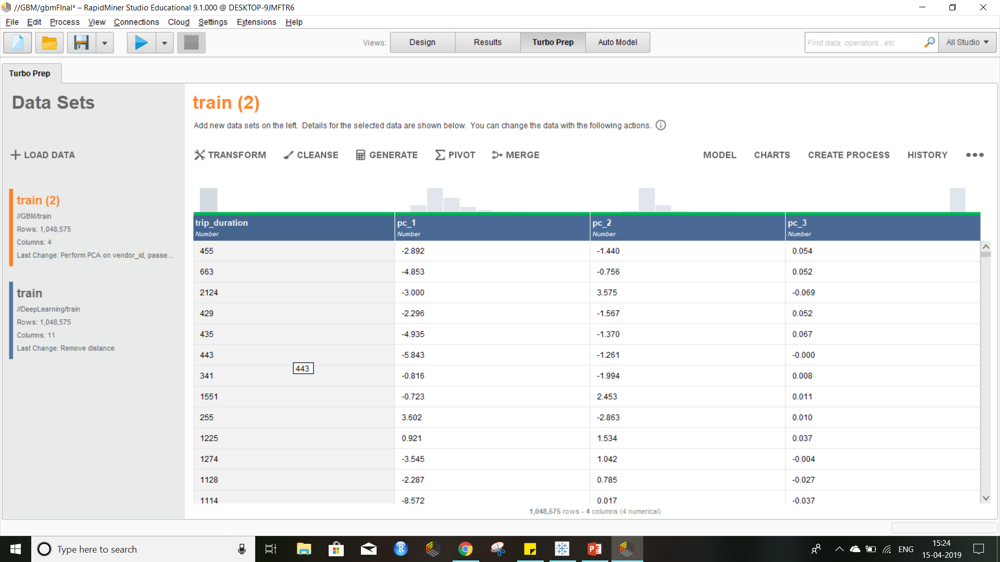 //GBM/gbmFInal* – RapidMiner Studio Educational 9.1.000 @ DESKTOP-9JMFTR6
File Edit Process View Connections Cloud Settings Extensions Help
Views: Design Results Turbo Prep Auto Model
Find data, operators...etc
All Studio
Turbo Prep
Data Sets
LOAD DATA
train (2)
//GBM/train
Rows: 1,048,575
Columns: 4
Last Change: Perform PCA on vendor_id, passe...
train
//DeepLearning/train
Rows: 1,048,575
Columns: 11
Last Change: Remove distance
train (2)
Add new data sets on the left. Details for the selected data are shown below. You can change the data with the following actions.
TRANSFORM CLEANSE GENERATE PIVOT MERGE MODEL CHARTS CREATE PROCESS HISTORY
trip_duration pc_1 pc_2 pc_3
Number Number Number Number
455 -2.892 -1.440 0.054
663 -4.853 -0.756 0.052
2124 -3.000 3.575 -0.069
429 -2.296 -1.567 0.052
435 -4.935 -1.370 0.067
443 -5.843 -1.261 -0.000
443
341 -0.816 -1.994 0.008
1551 -0.723 2.453 0.011
255 3.602 -2.863 0.010
1225 0.921 1.534 0.037
1274 -3.545 1.042 -0.004
1128 -2.287 0.785 -0.027
1114 -8.572 0.017 -0.037
1,048,575 rows - 4 columns (4 numerical)
Type here to search
R
P
ENG
15:24
15-04-2019